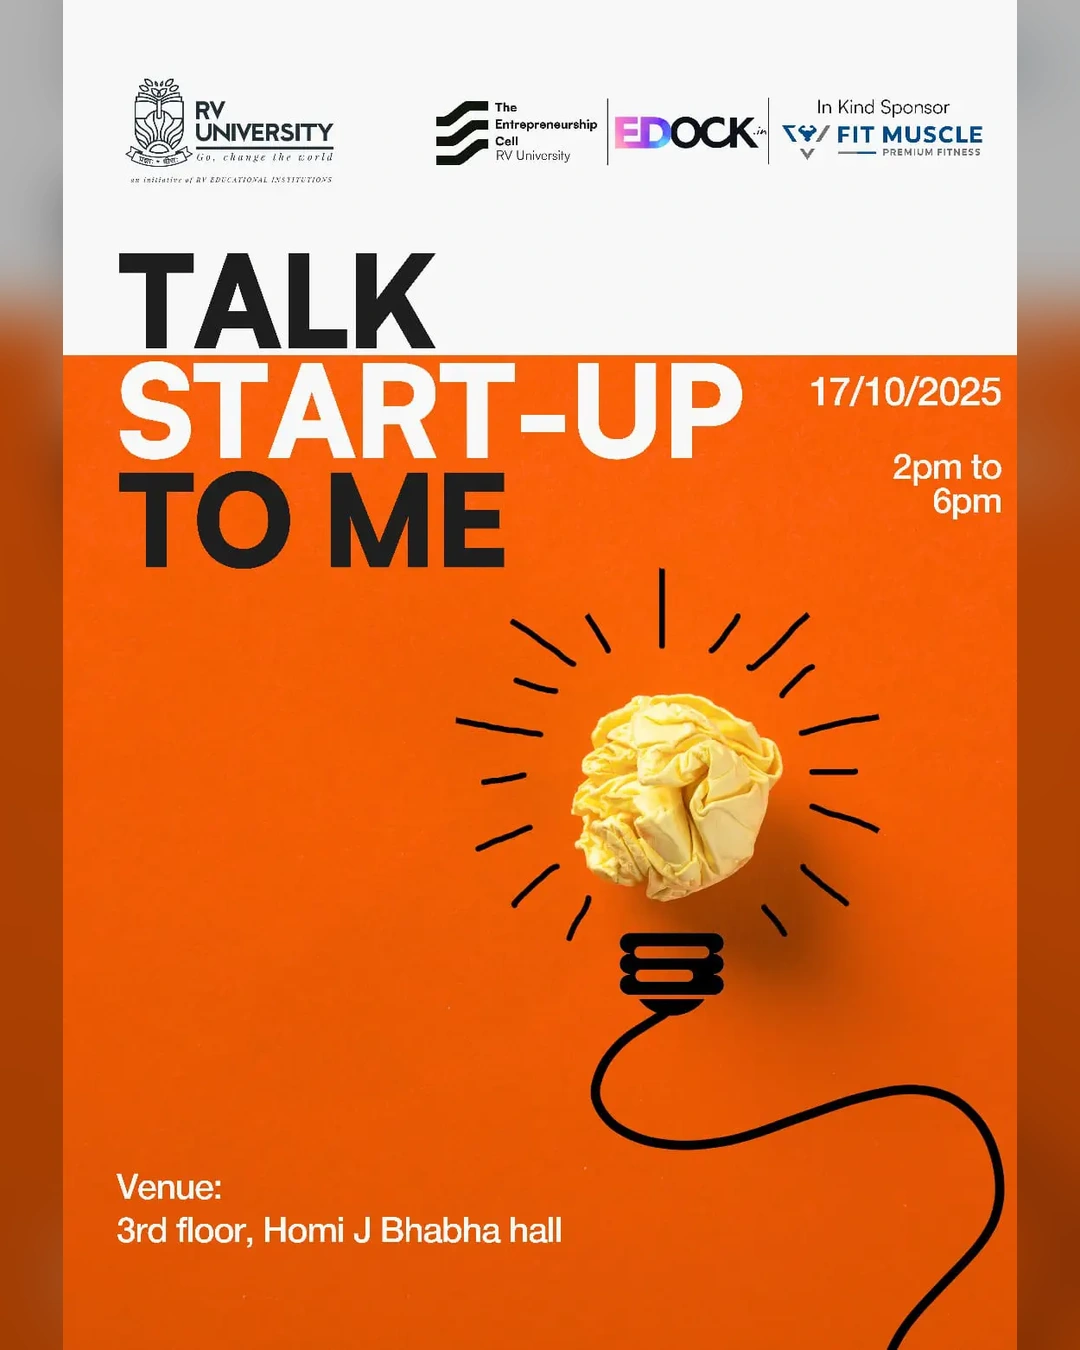 RV
UNIVERSITY
Go, change the world
an initiative of RV EDUCATIONAL INSTITUTIONS
The
Entrepreneurship
Cell
RV University
EDOCK.in
In Kind Sponsor
FIT MUSCLE
PREMIUM FITNESS
TALK
START-UP
TO ME
17/10/2025
2pm to
6pm
Venue:
3rd floor, Homi J Bhabha hall